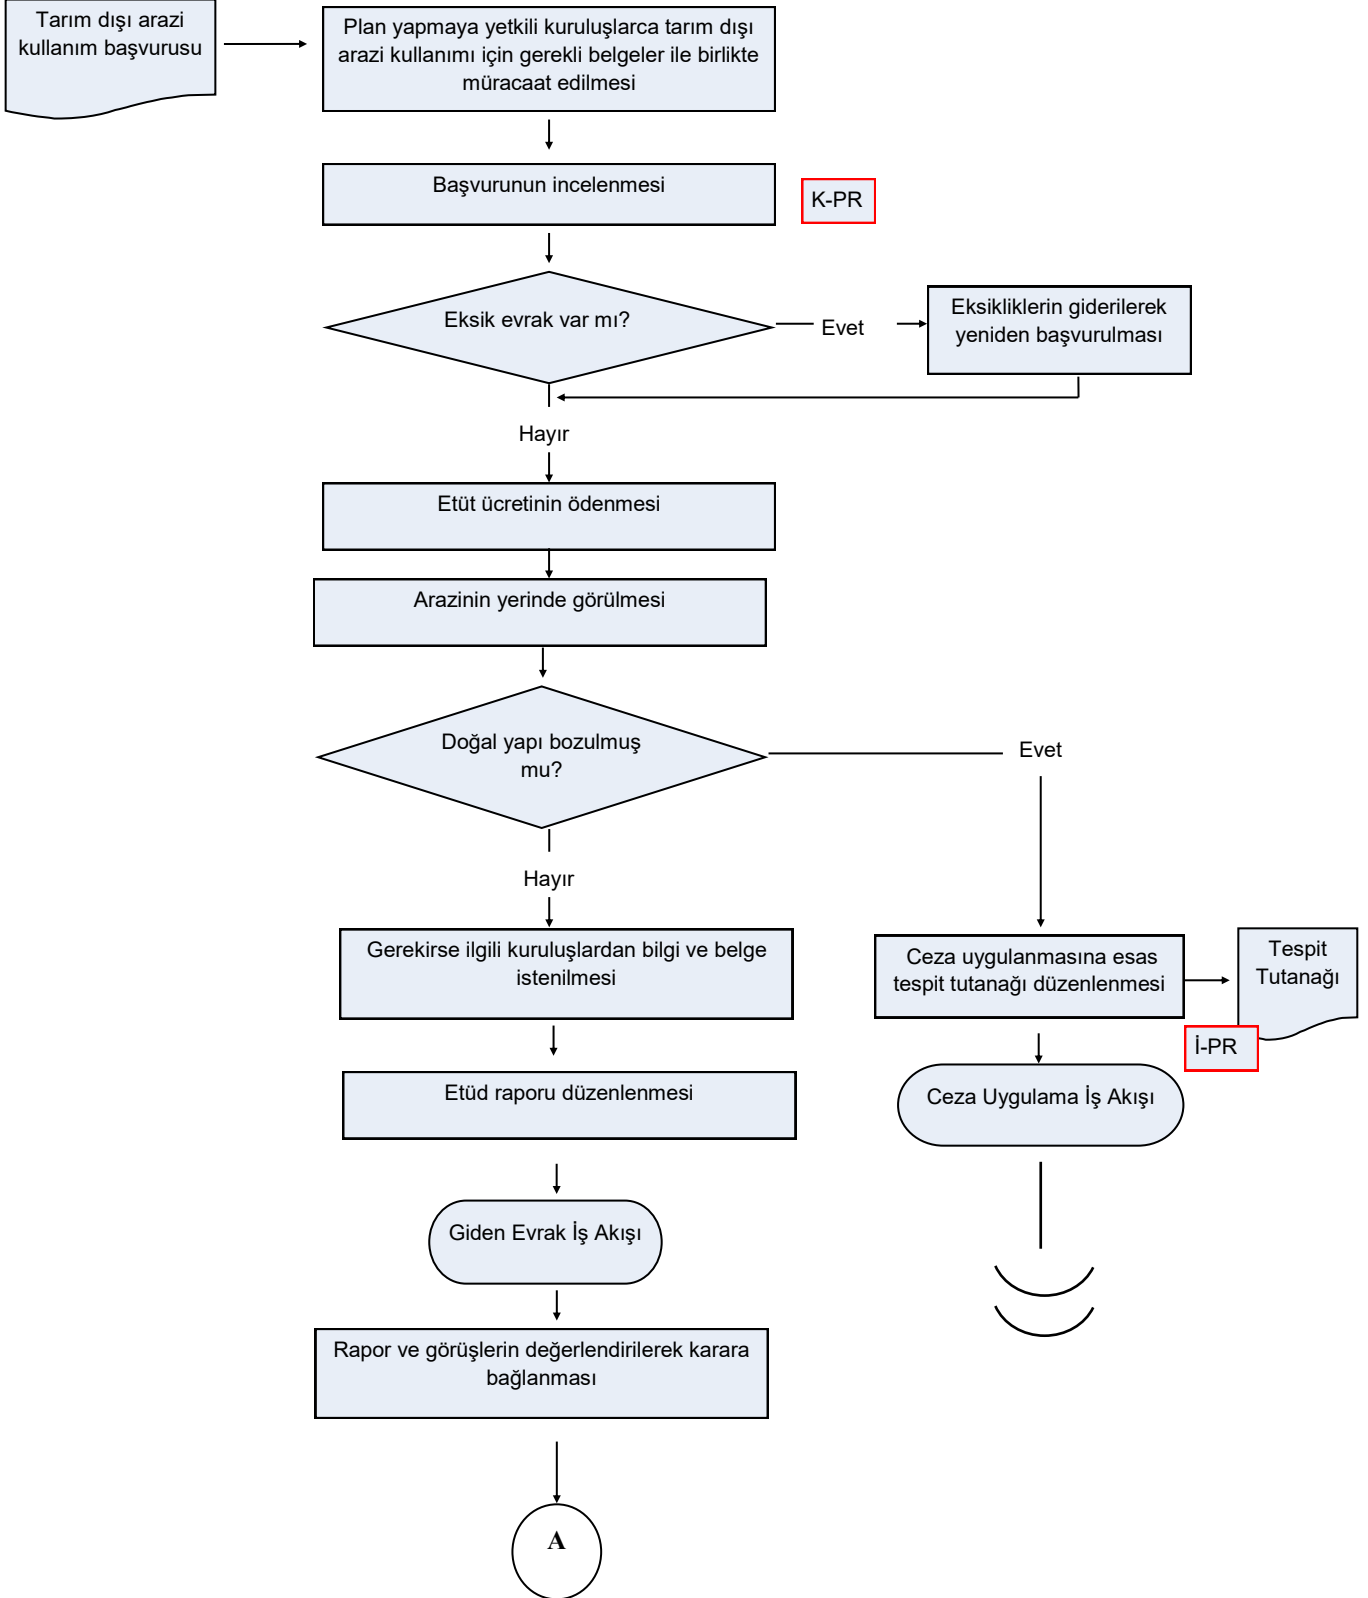 Tarım dışı arazi
kullanım başvurusu
Plan yapmaya yetkili kuruluşlarca tarım dışı
arazi kullanımı için gerekli belgeler ile birlikte
müracaat edilmesi
Başvurunun incelenmesi
K-PR
Eksik evrak var mı?
Evet
Eksikliklerin giderilerek
yeniden başvurulması
Hayır
Etüt ücretinin ödenmesi
Arazinin yerinde görülmesi
Doğal yapı bozulmuş
mu?
Evet
Hayır
Gerekirse ilgili kuruluşlardan bilgi ve belge
istenilmesi
Ceza uygulanmasına esas
tespit tutanağı düzenlenmesi
Tespit
Tutanağı
İ-PR
Etüd raporu düzenlenmesi
Ceza Uygulama İş Akışı
Giden Evrak İş Akışı
Rapor ve görüşlerin değerlendirilerek karara
bağlanması
A